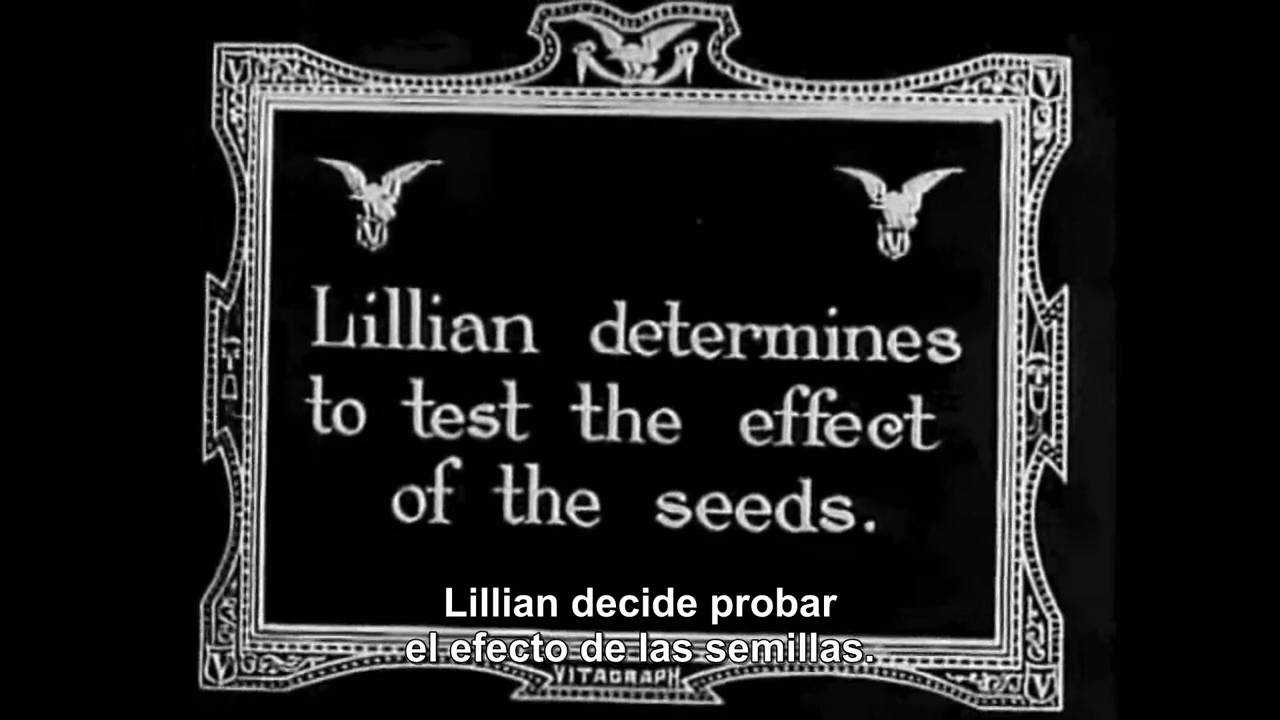 V V
V V
Lillian determines
to test the effect
of the seeds.
Lillian decide probar
el efecto de las semillas.
VITAGRAPH
V V